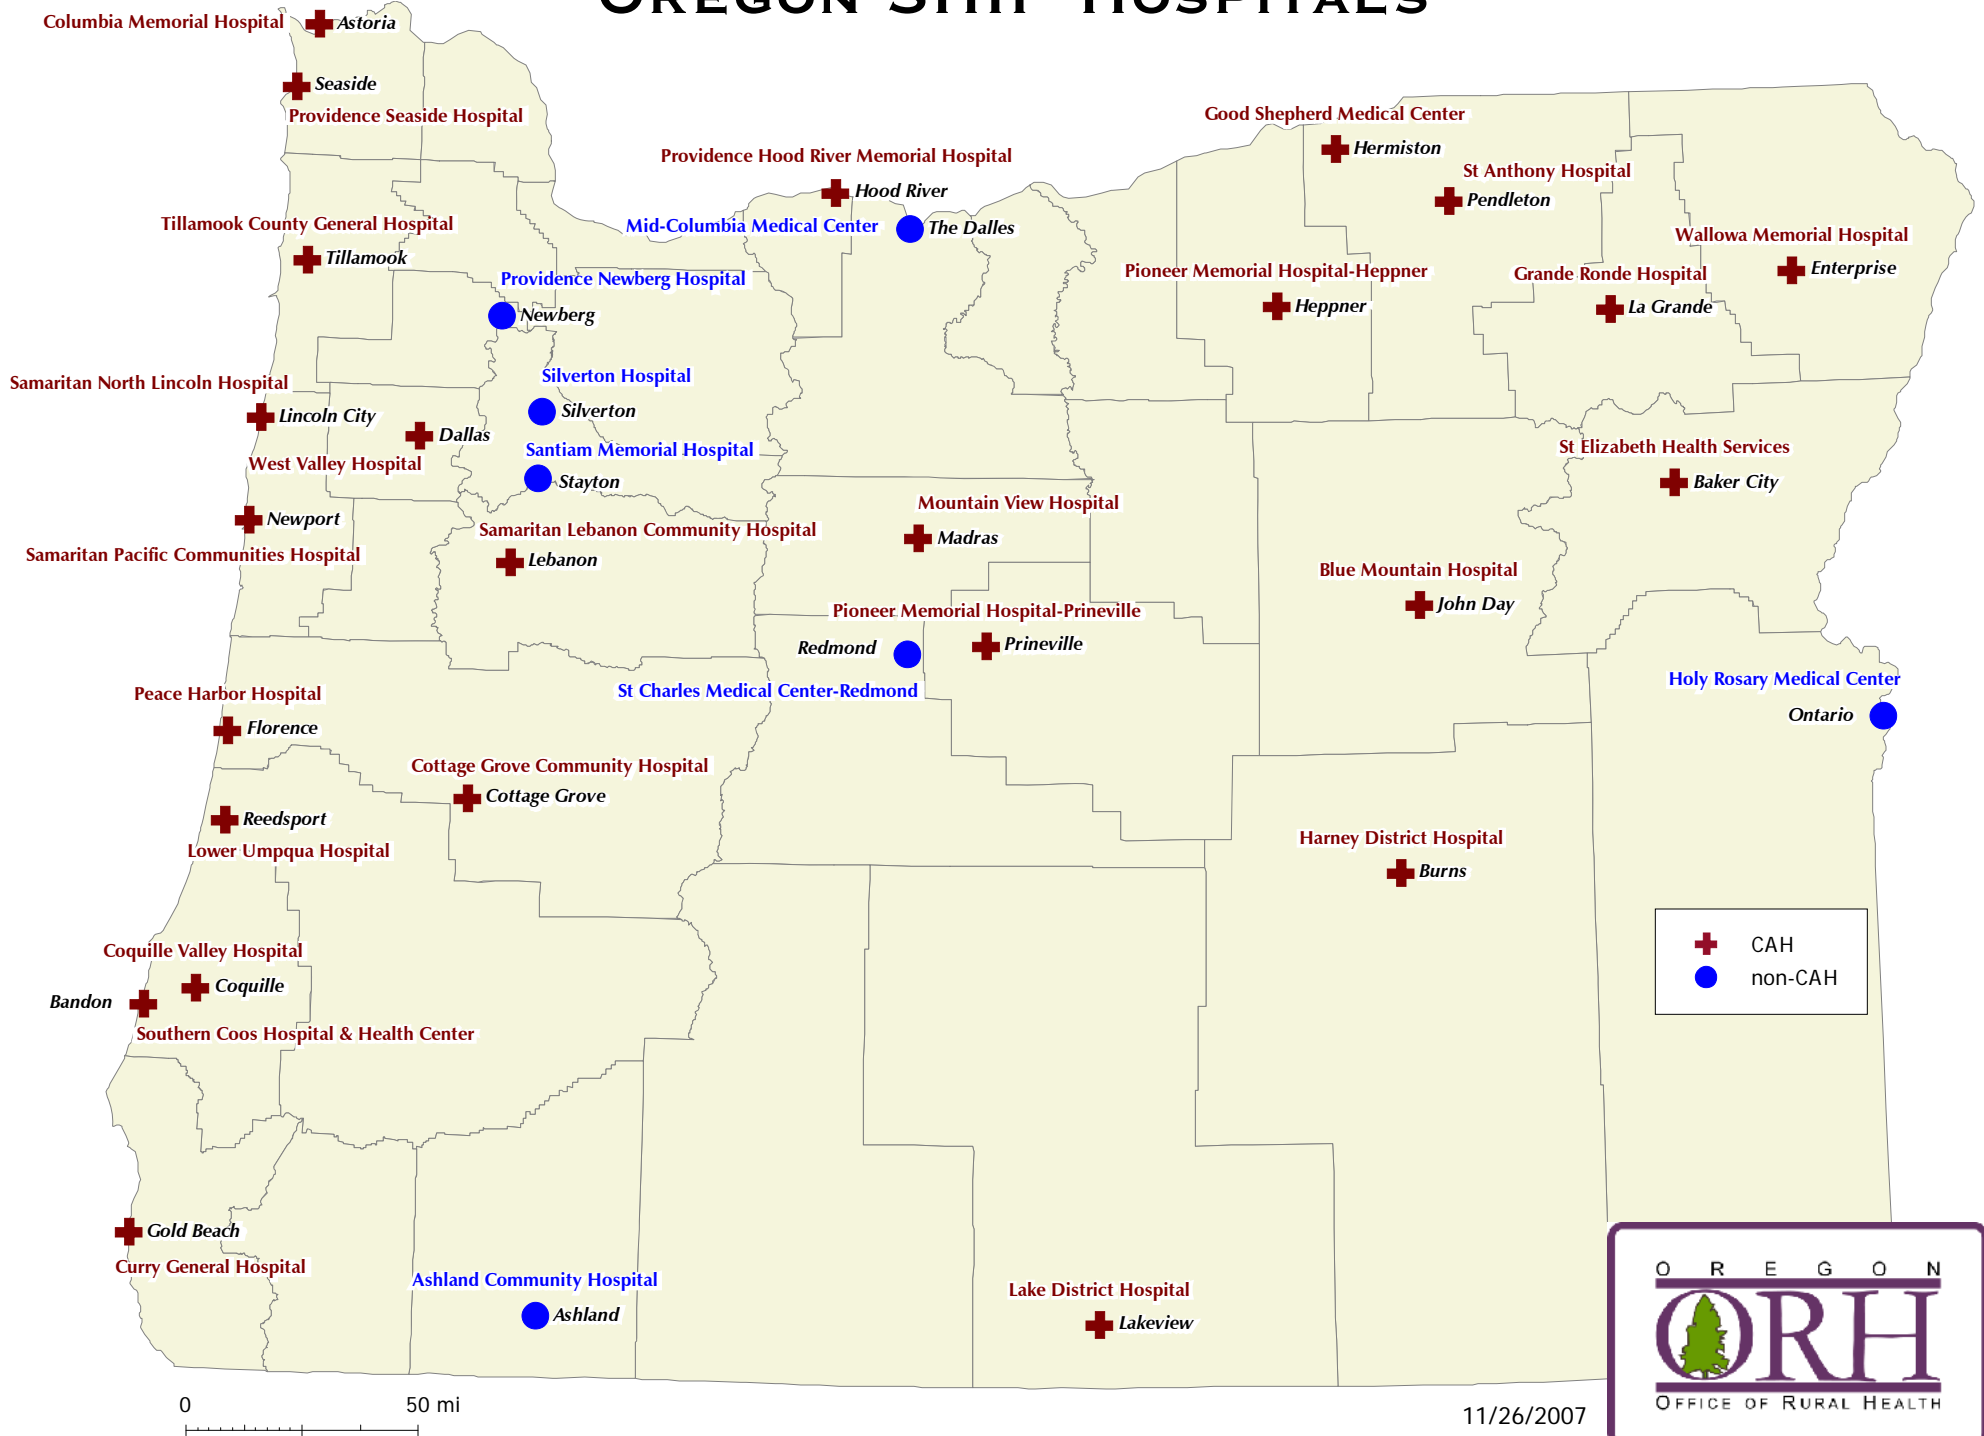 OREGON SHIP HOSPITALS
Columbia Memorial Hospital
Astoria
Seaside
Providence Seaside Hospital
Good Shepherd Medical Center
Hermiston
Providence Hood River Memorial Hospital
Hood River
St Anthony Hospital
Pendleton
Tillamook County General Hospital
Tillamook
Mid-Columbia Medical Center
The Dalles
Wallowa Memorial Hospital
Enterprise
Providence Newberg Hospital
Newberg
Pioneer Memorial Hospital-Heppner
Heppner
Grande Ronde Hospital
La Grande
Samaritan North Lincoln Hospital
Lincoln City
Silverton Hospital
Silverton
Dallas
West Valley Hospital
Santiam Memorial Hospital
Stayton
St Elizabeth Health Services
Baker City
Newport
Samaritan Pacific Communities Hospital
Samaritan Lebanon Community Hospital
Lebanon
Mountain View Hospital
Madras
Blue Mountain Hospital
John Day
Pioneer Memorial Hospital-Prineville
Prineville
Redmond
St Charles Medical Center-Redmond
Holy Rosary Medical Center
Ontario
Peace Harbor Hospital
Florence
Cottage Grove Community Hospital
Cottage Grove
Reedsport
Lower Umpqua Hospital
Harney District Hospital
Burns
CAH
non-CAH
Coquille Valley Hospital
Coquille
Bandon
Southern Coos Hospital & Health Center
Gold Beach
Curry General Hospital
Ashland Community Hospital
Ashland
Lake District Hospital
Lakeview
0 50 mi
11/26/2007
OREGON
ORH
OFFICE OF RURAL HEALTH